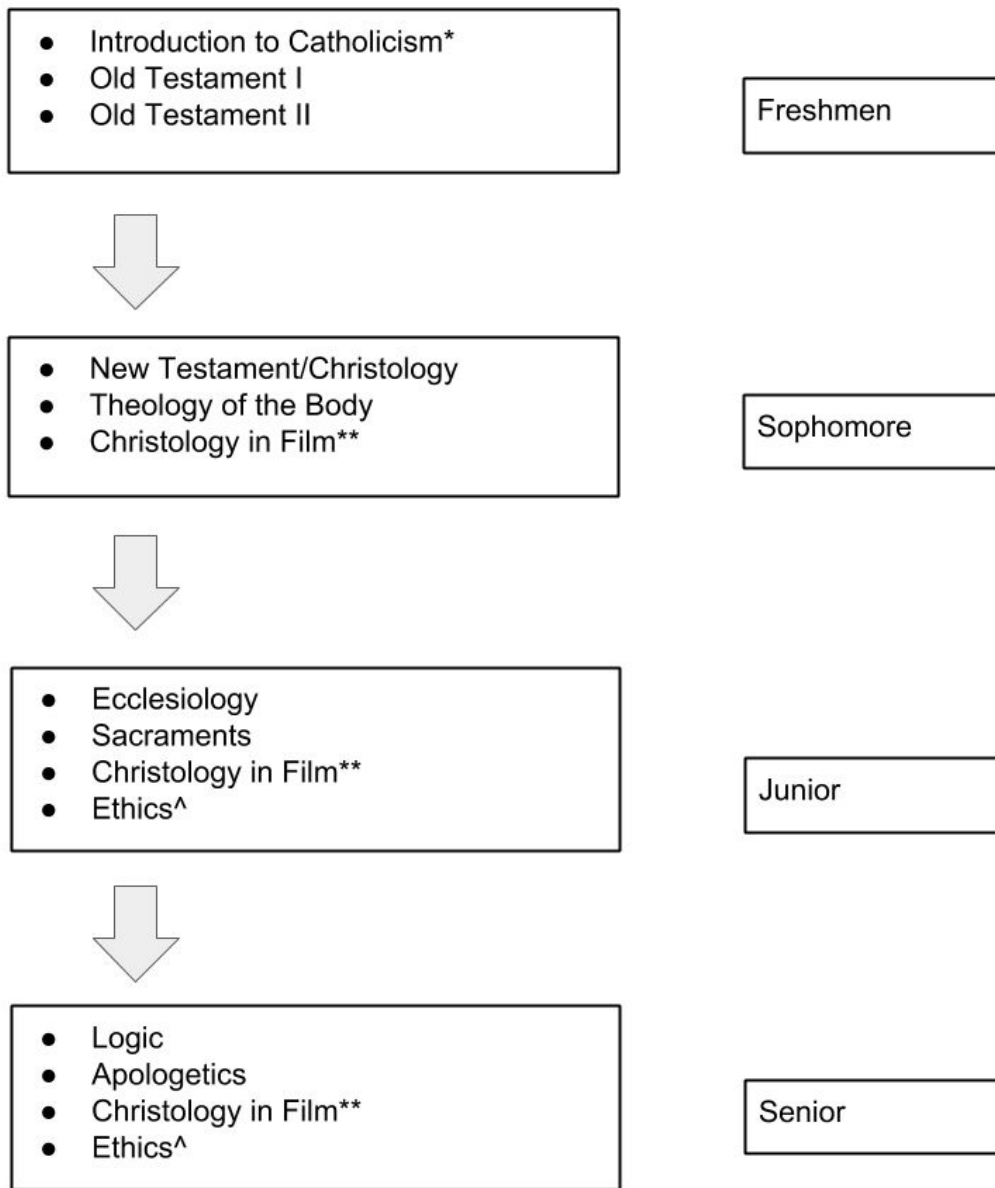 ● Introduction to Catholicism*
● Old Testament I
● Old Testament II
Freshmen
● New Testament/Christology
● Theology of the Body
● Christology in Film**
Sophomore
● Ecclesiology
● Sacraments
● Christology in Film**
● Ethics^
Junior
● Logic
● Apologetics
● Christology in Film**
● Ethics^
Senior